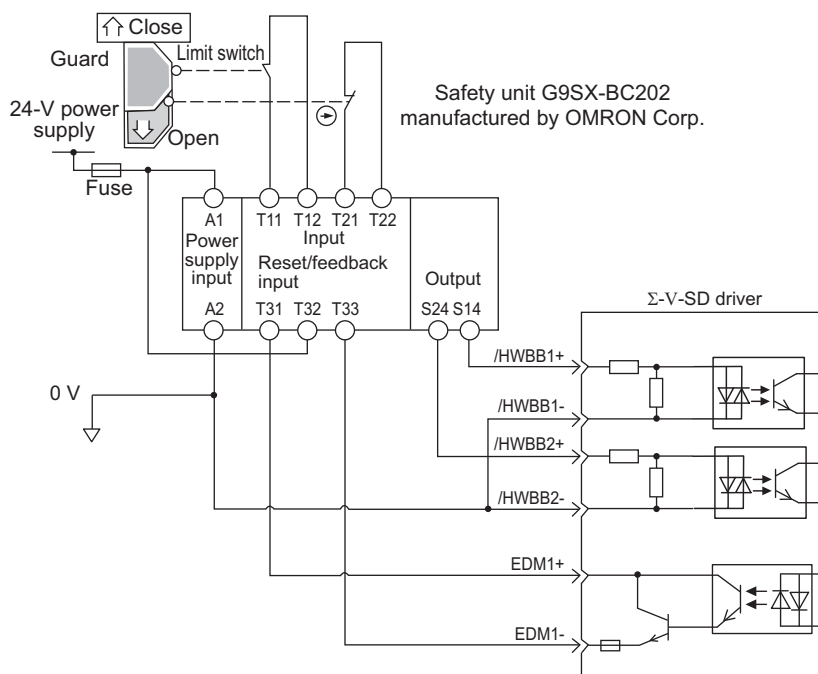 Close
Guard
Limit switch
24-V power
supply
Open
Fuse
Safety unit G9SX-BC202
manufactured by OMRON Corp.
A1
T11
T12
T21
T22
Power
supply
input
Input
Reset/feedback
input
Output
A2
T31
T32
T33
S24
S14
Σ-V-SD driver
0 V
/HWBB1+
/HWBB1-
/HWBB2+
/HWBB2-
EDM1+
EDM1-